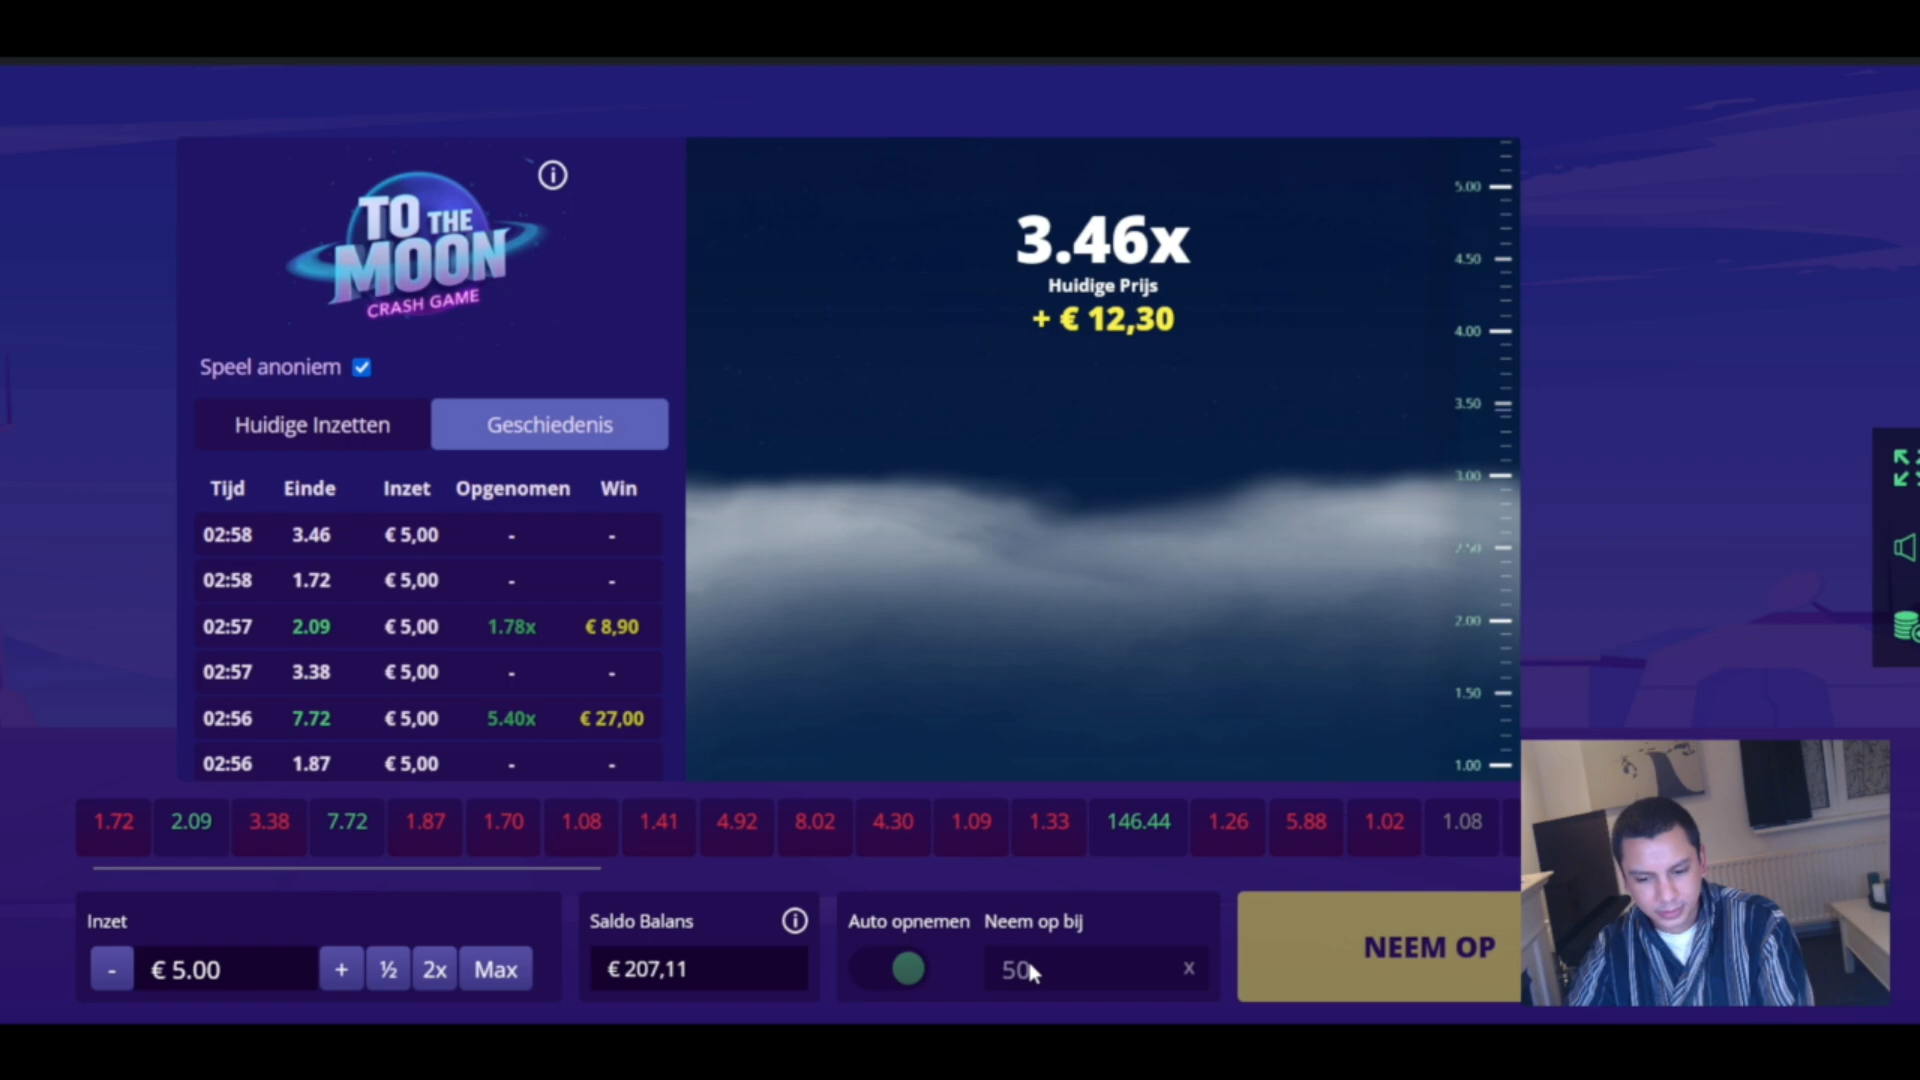 TO THE
MOON
CRASH GAME
i
Speel anoniem
Huidige Inzetten Geschiedenis
Tijd Einde Inzet Opgenomen Win
02:58 3.46 € 5,00 - -
02:58 1.72 € 5,00 - -
02:57 2.09 € 5,00 1.78x € 8,90
02:57 3.38 € 5,00 - -
02:56 7.72 € 5,00 5.40x € 27,00
02:56 1.87 € 5,00 - -
3.46x
Huidige Prijs
+ € 12,30
5.00
4.50
4.00
3.50
3.00
2.50
2.00
1.50
1.00
1.72 2.09 3.38 7.72 1.87 1.70 1.08 1.41 4.92 8.02 4.30 1.09 1.33 146.44 1.26 5.88 1.02 1.08
Inzet
- € 5.00 + ½ 2x Max
Saldo Balans i
€ 207,11
Auto opnemen Neem op bij
50 x
NEEM OP